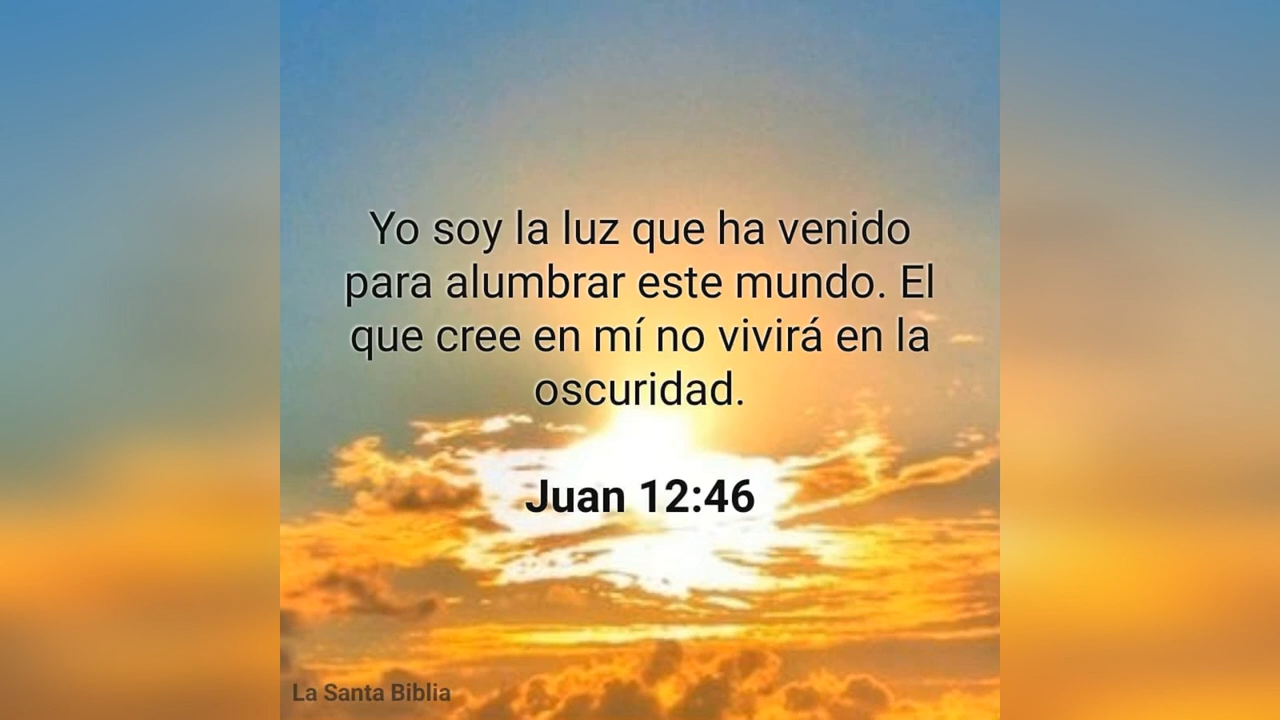 Yo soy la luz que ha venido
para alumbrar este mundo. El
que cree en mí no vivirá en la
oscuridad.
Juan 12:46
La Santa Biblia